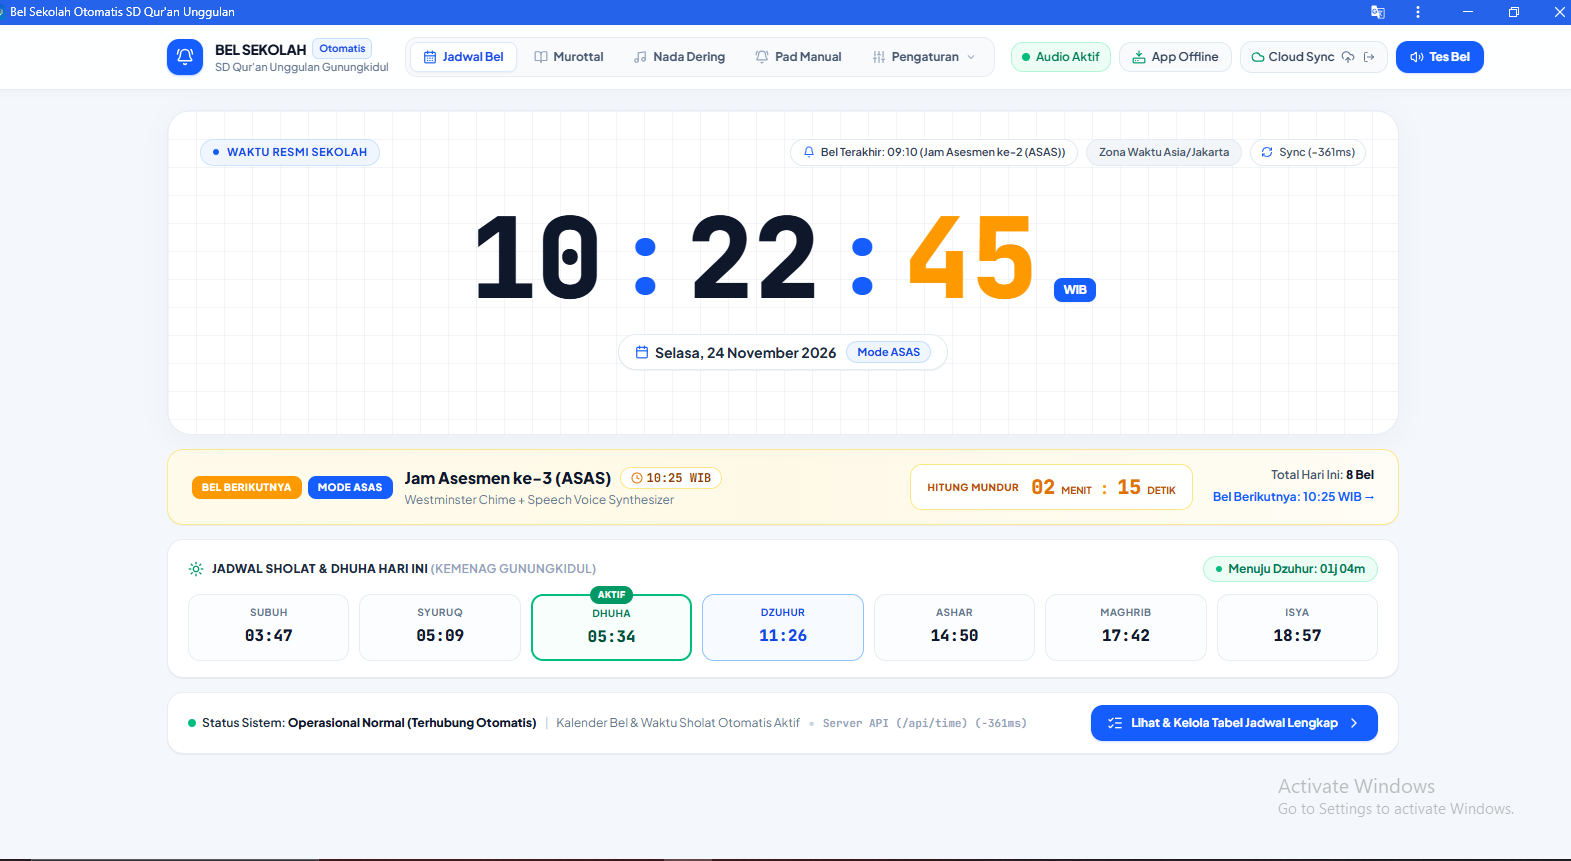 Bel Sekolah Otomatis SD Qur'an Unggulan
BEL SEKOLAH Otomatis
SD Qur'an Unggulan Gunungkidul
Jadwal Bel
Murottal
Nada Dering
Pad Manual
Pengaturan
Audio Aktif
App Offline
Cloud Sync
Tes Bel
WAKTU RESMI SEKOLAH
Bel Terakhir: 09:10 (Jam Asesmen ke-2 (ASAS))
Zona Waktu Asia/Jakarta
Sync (-361ms)
10:22:45 WIB
Selasa, 24 November 2026 Mode ASAS
BEL BERIKUTNYA MODE ASAS
Jam Asesmen ke-3 (ASAS) 10:25 WIB
Westminster Chime + Speech Voice Synthesizer
HITUNG MUNDUR 02 MENIT : 15 DETIK
Total Hari Ini: 8 Bel
Bel Berikutnya: 10:25 WIB →
JADWAL SHOLAT & DHUHA HARI INI (KEMENAG GUNUNGKIDUL)
Menuju Dzuhur: 01j 04m
SUBUH
03:47
SYURUQ
05:09
AKTIF
DHUHA
05:34
DZUHUR
11:26
ASHAR
14:50
MAGHRIB
17:42
ISYA
18:57
Status Sistem: Operasional Normal (Terhubung Otomatis) | Kalender Bel & Waktu Sholat Otomatis Aktif • Server API (/api/time) (-361ms)
Lihat & Kelola Tabel Jadwal Lengkap
Activate Windows
Go to Settings to activate Windows.